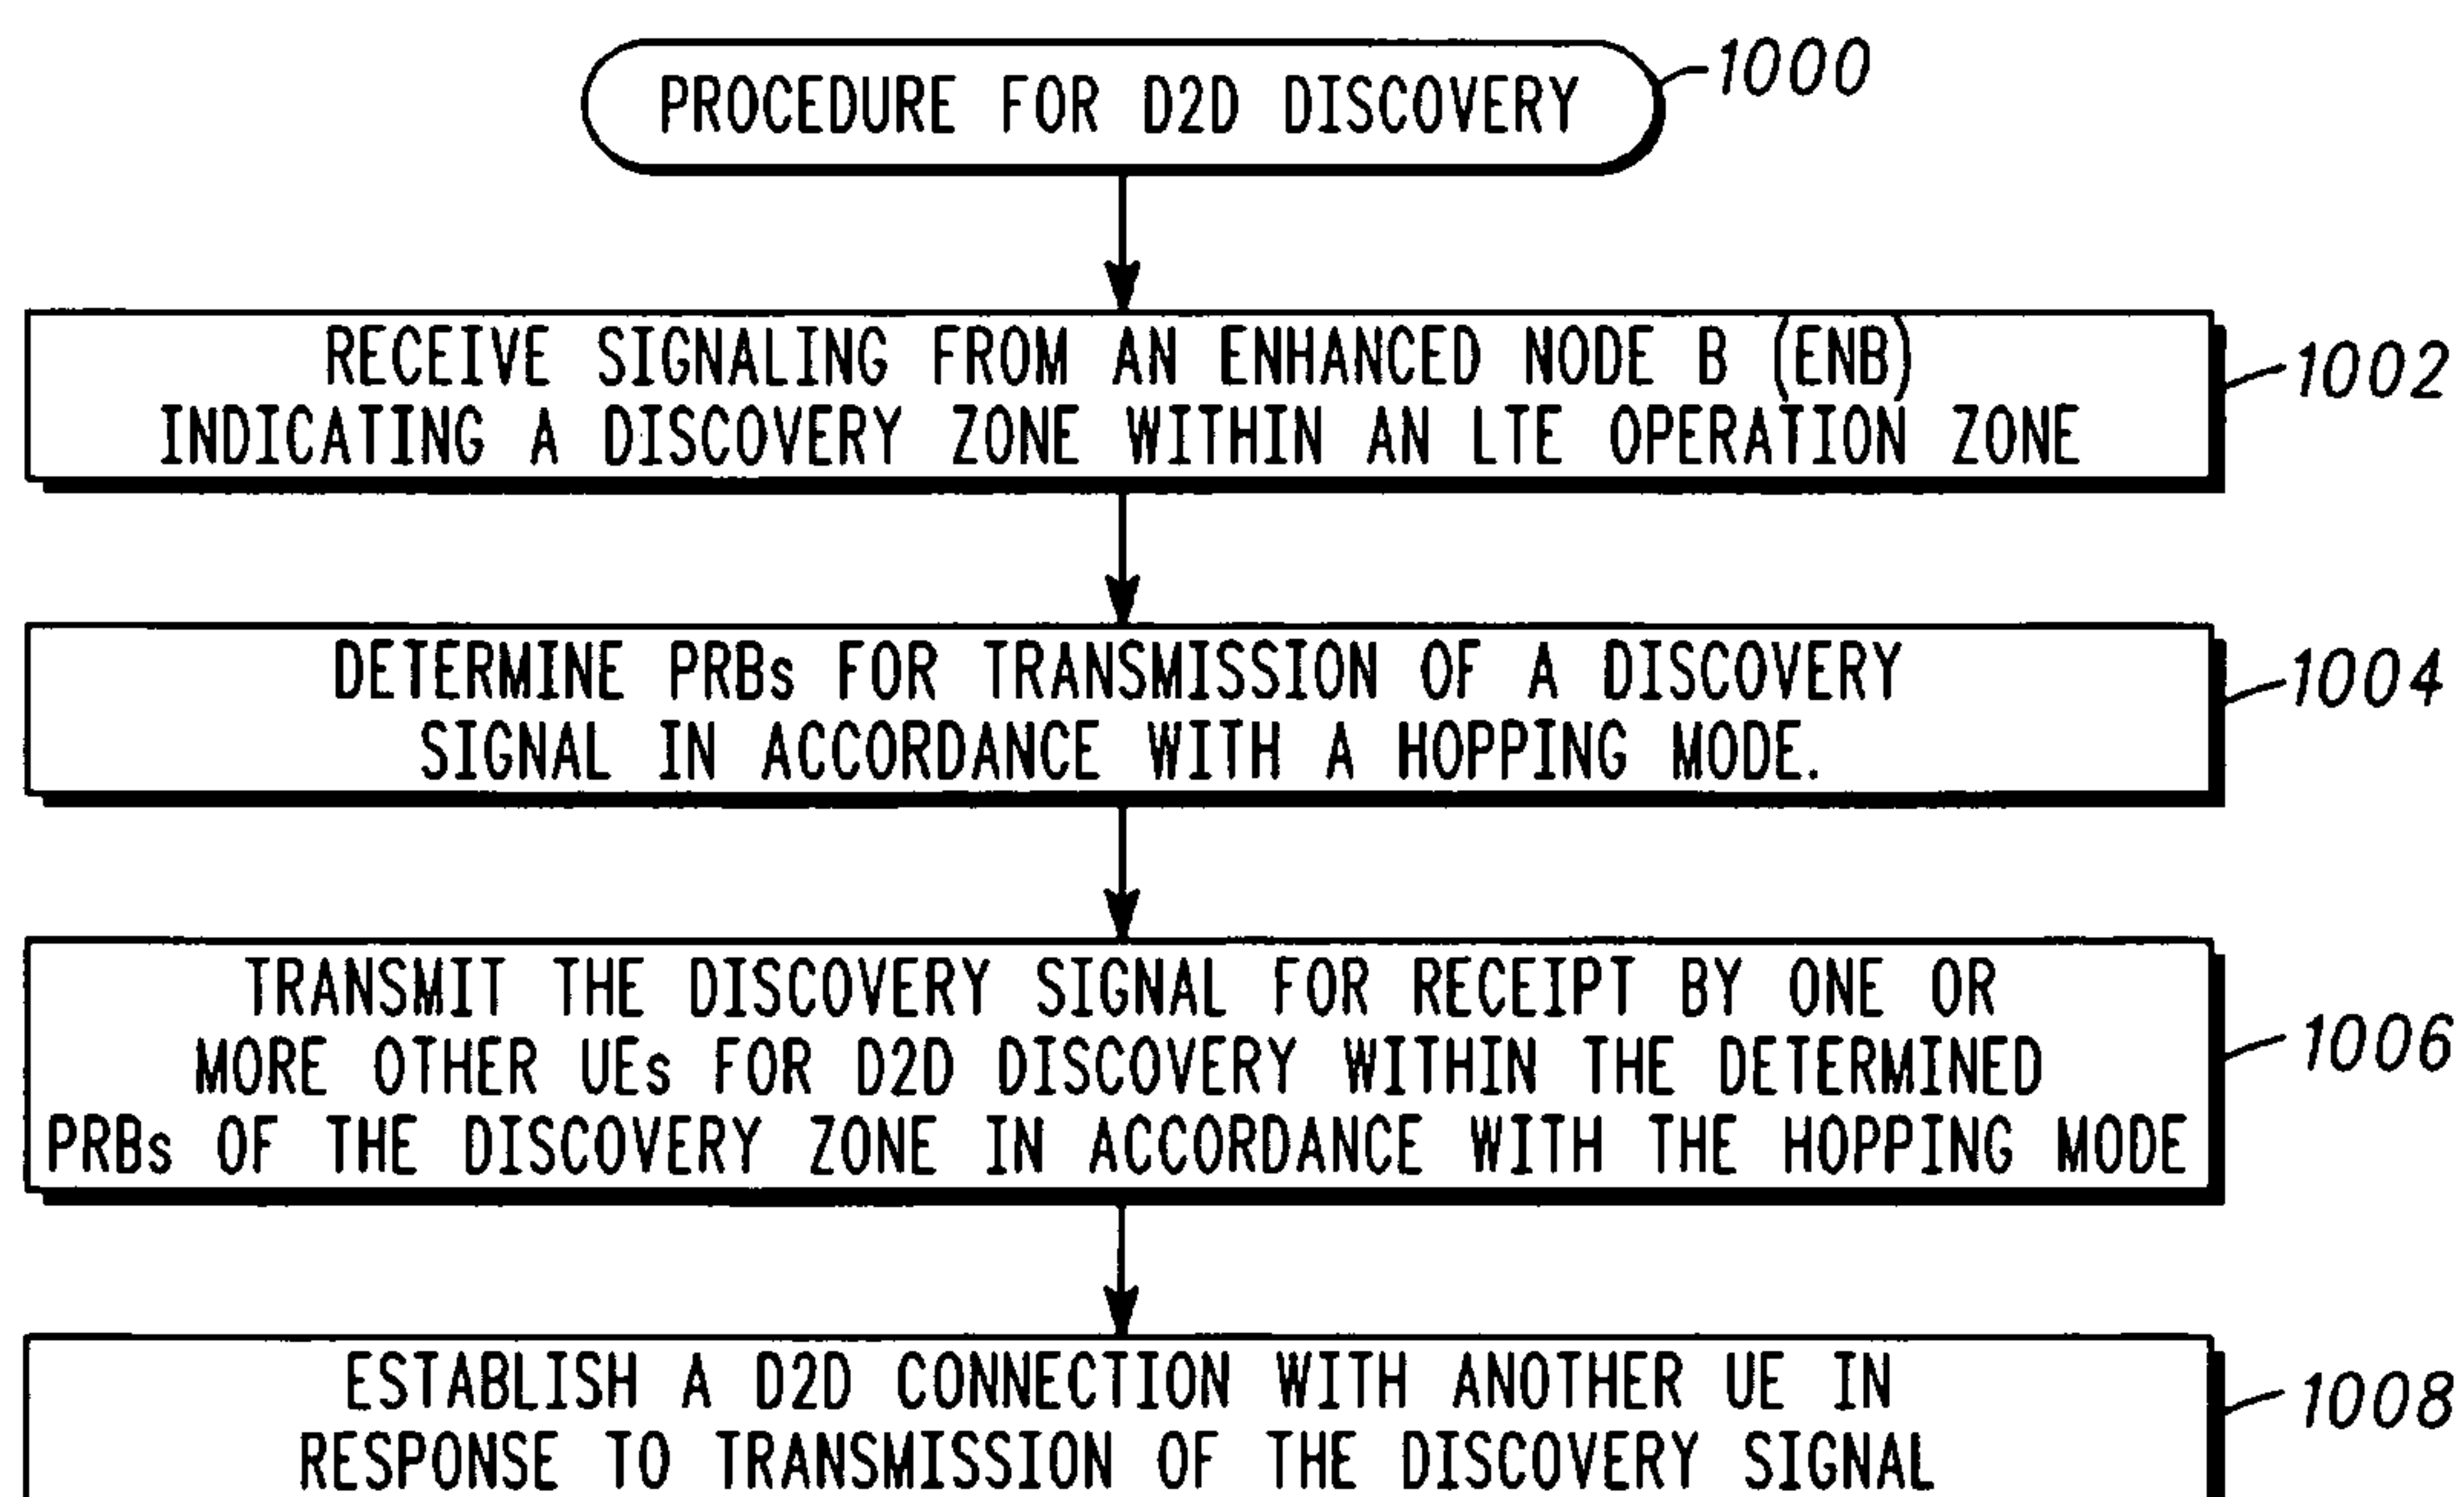 PROCEDURE FOR D2D DISCOVERY
1000
RECEIVE SIGNALING FROM AN ENHANCED NODE B (ENB)
INDICATING A DISCOVERY ZONE WITHIN AN LTE OPERATION ZONE
1002
DETERMINE PRBs FOR TRANSMISSION OF A DISCOVERY
SIGNAL IN ACCORDANCE WITH A HOPPING MODE.
1004
TRANSMIT THE DISCOVERY SIGNAL FOR RECEIPT BY ONE OR
MORE OTHER UEs FOR D2D DISCOVERY WITHIN THE DETERMINED
PRBs OF THE DISCOVERY ZONE IN ACCORDANCE WITH THE HOPPING MODE
1006
ESTABLISH A D2D CONNECTION WITH ANOTHER UE IN
RESPONSE TO TRANSMISSION OF THE DISCOVERY SIGNAL
1008